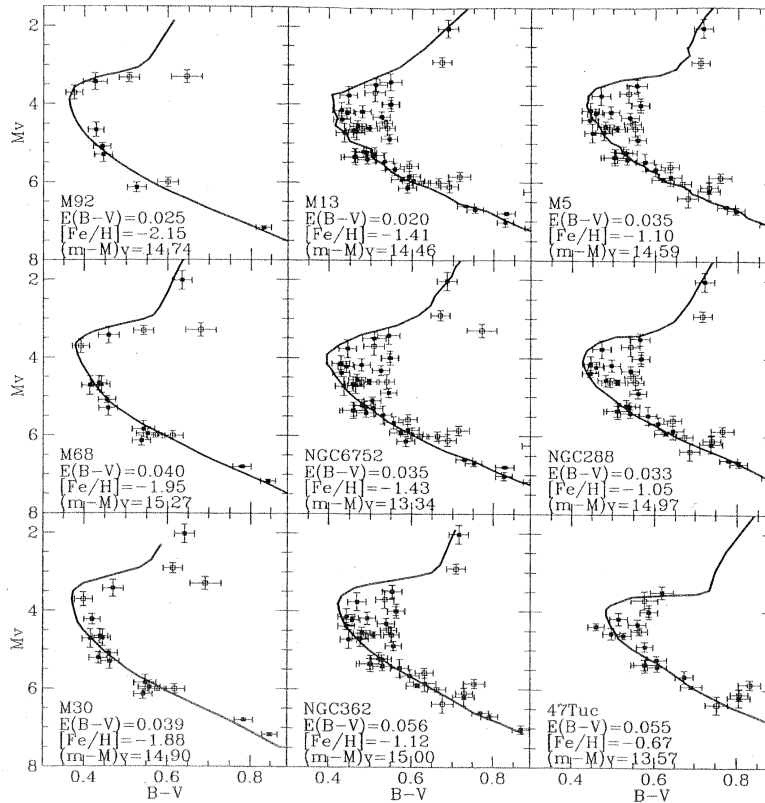 2
4
6
8
Mv
M92
E(B−V)=0.025
[Fe/H]=−2.15
(m−M)v=14.74
M13
E(B−V)=0.020
[Fe/H]=−1.41
(m−M)v=14.46
M5
E(B−V)=0.035
[Fe/H]=−1.10
(m−M)v=14.59
2
4
6
8
Mv
M68
E(B−V)=0.040
[Fe/H]=−1.95
(m−M)v=15.27
NGC6752
E(B−V)=0.035
[Fe/H]=−1.43
(m−M)v=13.34
NGC288
E(B−V)=0.033
[Fe/H]=−1.05
(m−M)v=14.97
2
4
6
8
Mv
M30
E(B−V)=0.039
[Fe/H]=−1.88
(m−M)v=14.90
NGC362
E(B−V)=0.056
[Fe/H]=−1.12
(m−M)v=15.00
47Tuc
E(B−V)=0.055
[Fe/H]=−0.67
(m−M)v=13.57
0.4 0.6 0.8 0.4 0.6 0.8 0.4 0.6 0.8
B−V B−V B−V